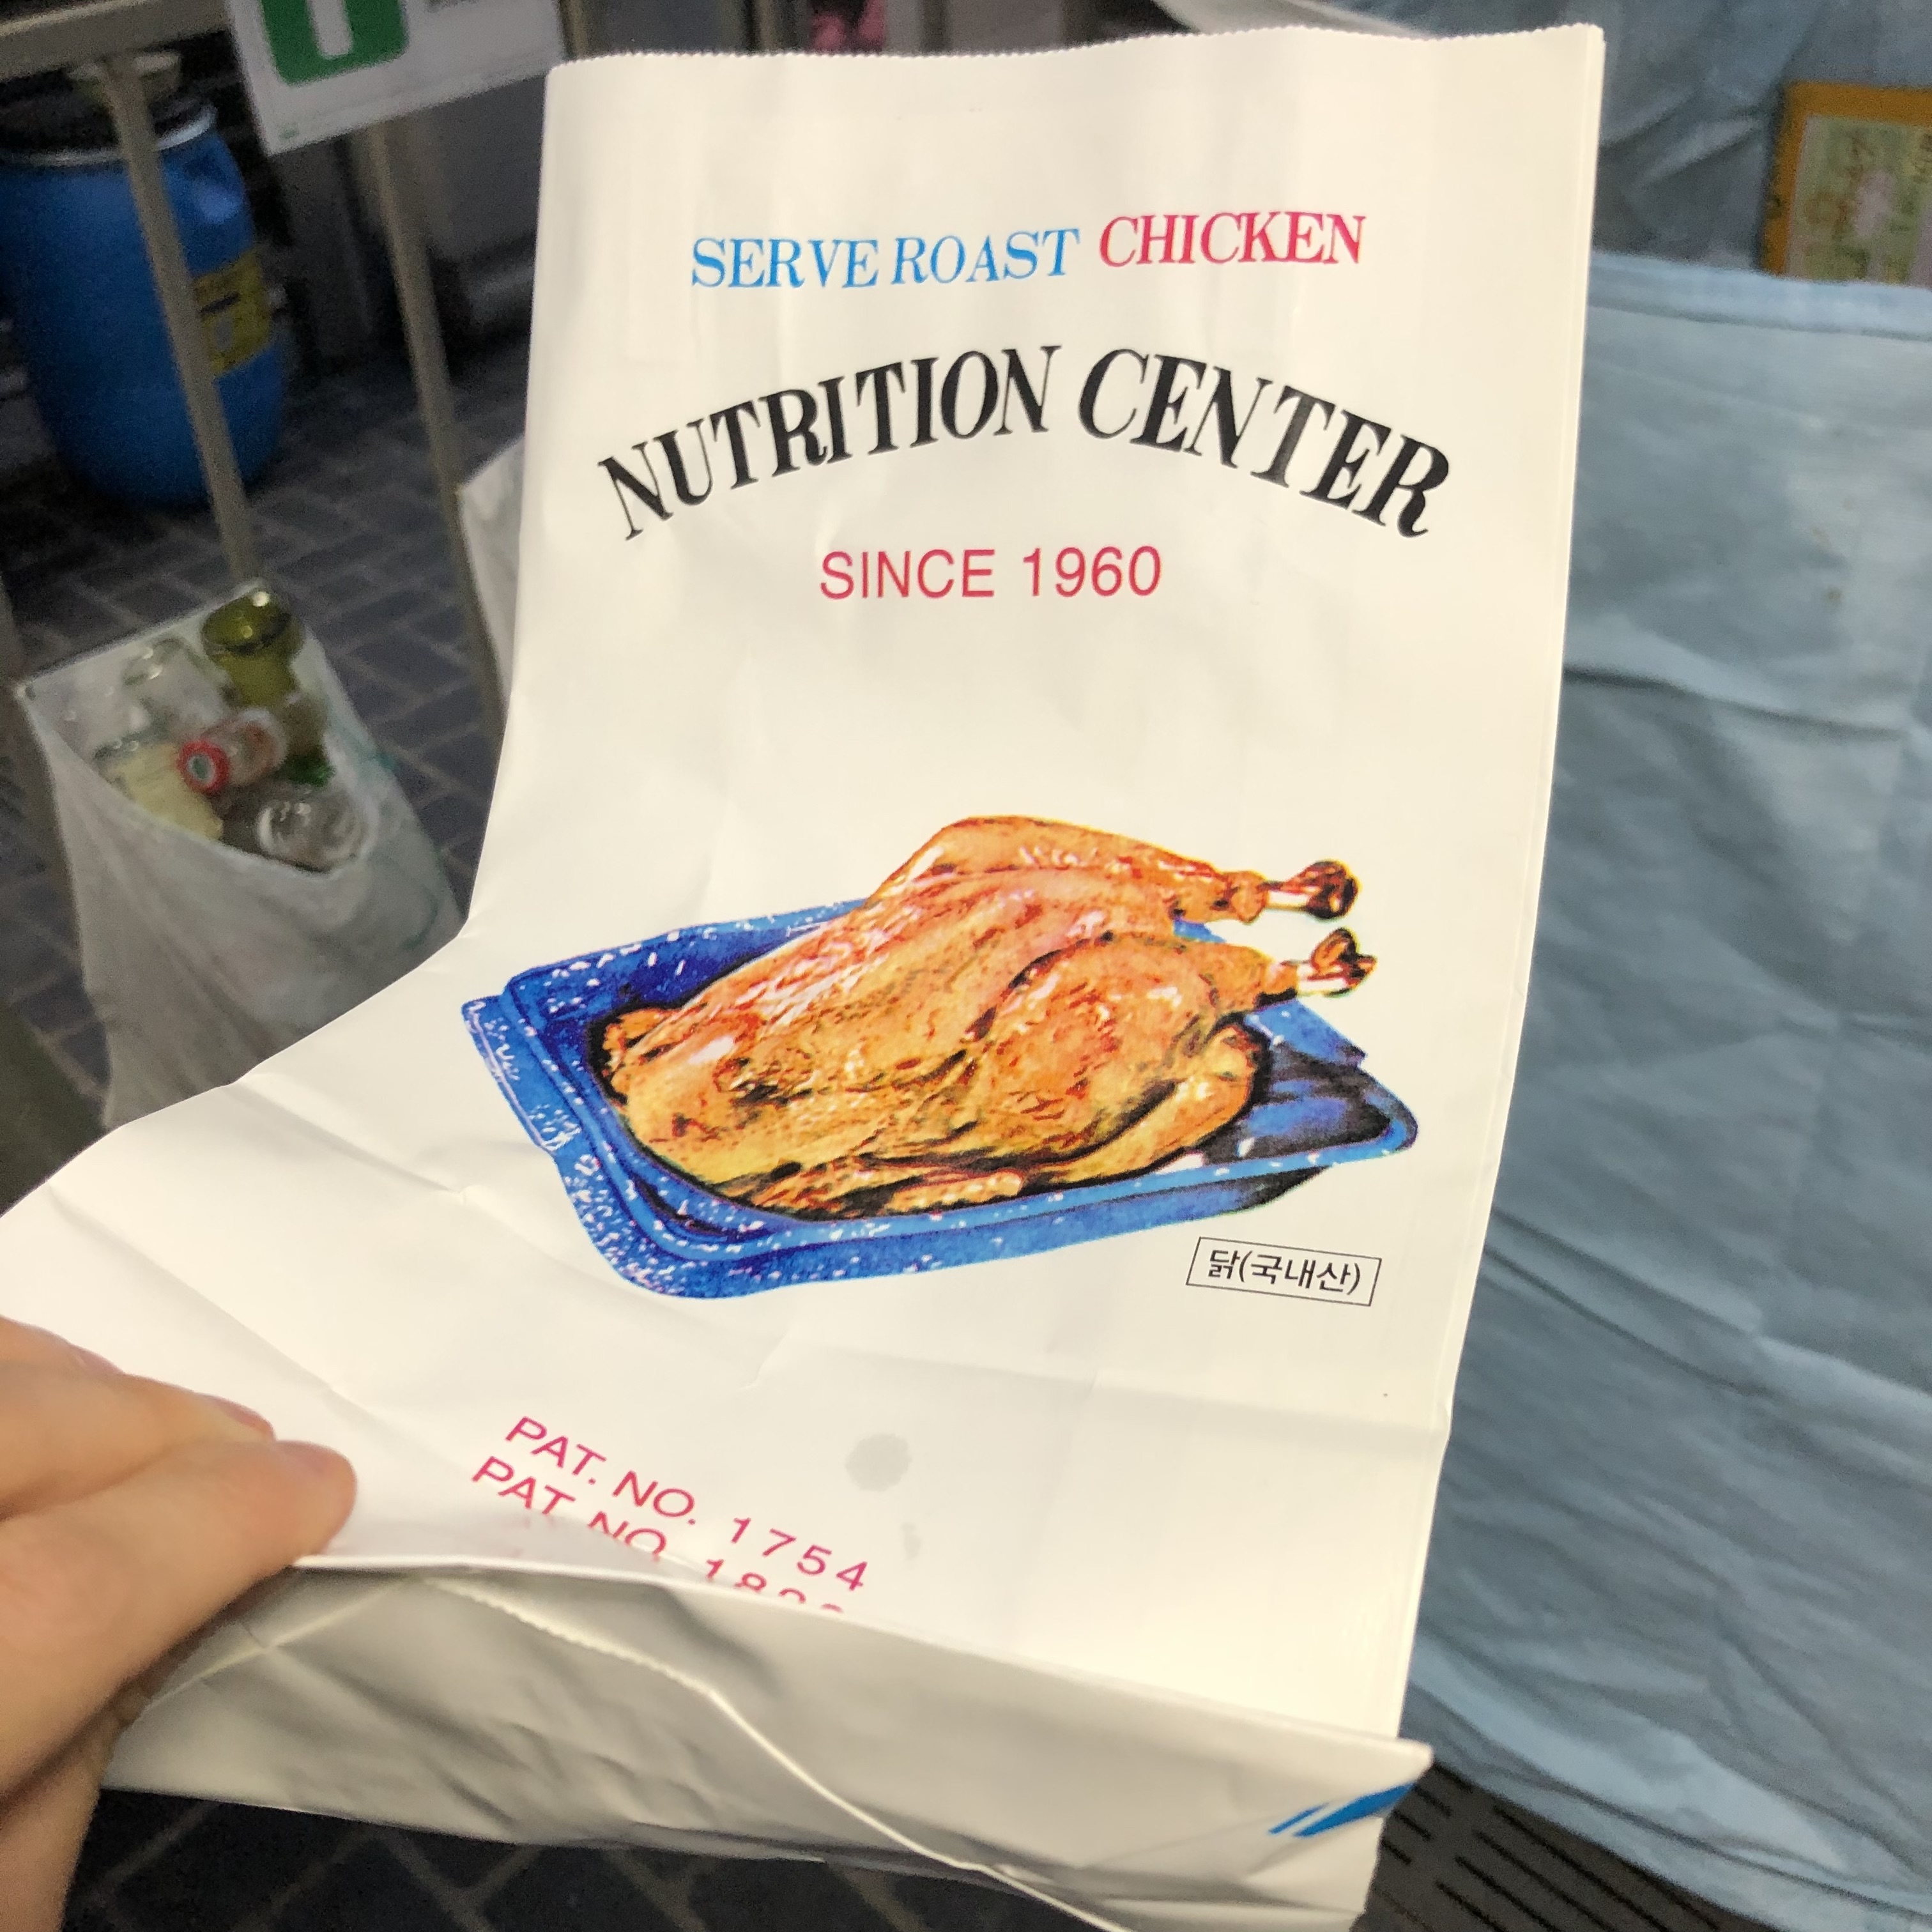 SERVE ROAST CHICKEN
NUTRITION CENTER
SINCE 1960
닭(국내산)
PAT. NO. 1754
PAT. NO.